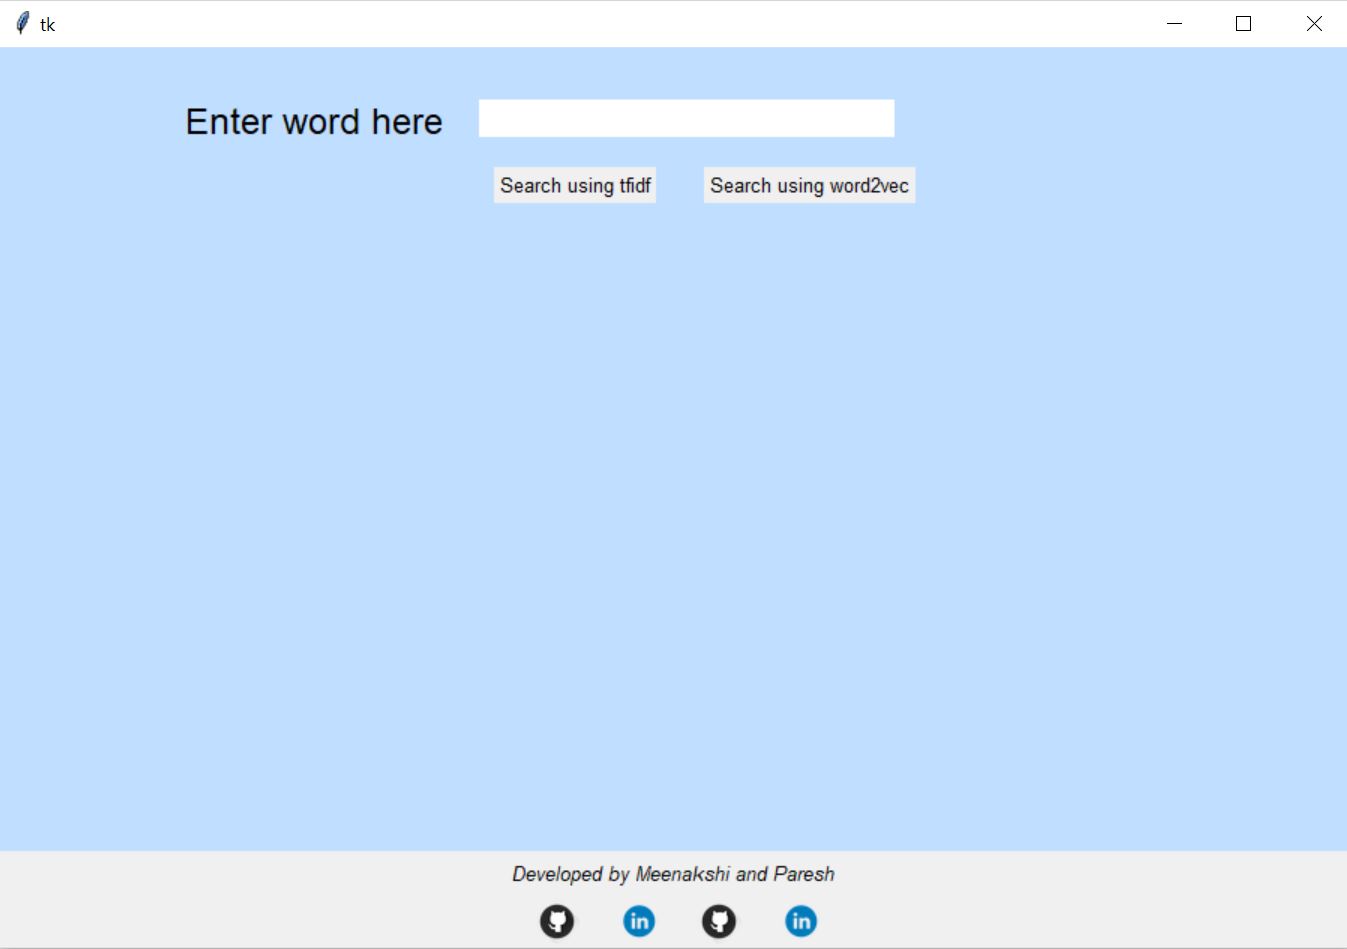 tk
Enter word here
Search using tfidf Search using word2vec
Developed by Meenakshi and Paresh
in in